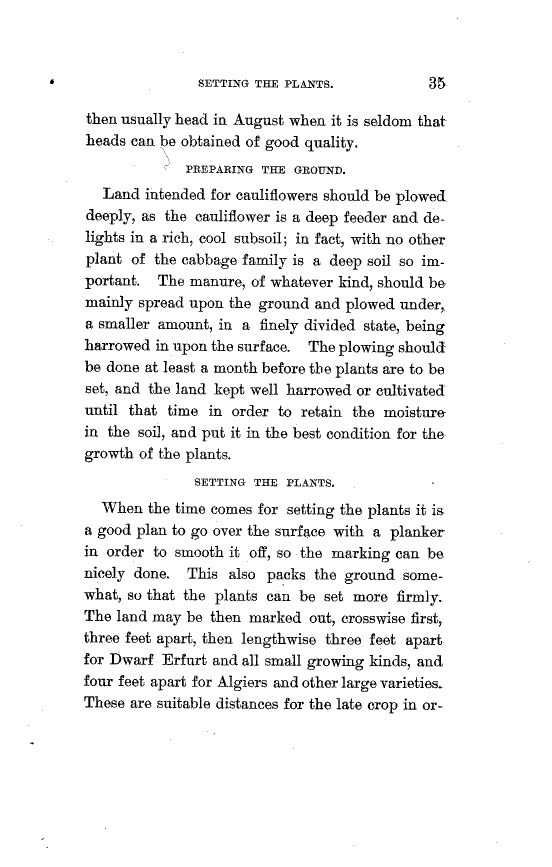 SETTING THE PLANTS. 35
then usually head in August when it is seldom that
heads can be obtained of good quality.
PREPARING THE GROUND.
Land intended for cauliflowers should be plowed
deeply, as the cauliflower is a deep feeder and de-
lights in a rich, cool subsoil; in fact, with no other
plant of the cabbage family is a deep soil so im-
portant. The manure, of whatever kind, should be
mainly spread upon the ground and plowed under,
a smaller amount, in a finely divided state, being
harrowed in upon the surface. The plowing should
be done at least a month before the plants are to be
set, and the land kept well harrowed or cultivated
until that time in order to retain the moisture
in the soil, and put it in the best condition for the
growth of the plants.
SETTING THE PLANTS.
When the time comes for setting the plants it is
a good plan to go over the surface with a planker
in order to smooth it off, so the marking can be
nicely done. This also packs the ground some-
what, so that the plants can be set more firmly.
The land may be then marked out, crosswise first,
three feet apart, then lengthwise three feet apart
for Dwarf Erfurt and all small growing kinds, and
four feet apart for Algiers and other large varieties.
These are suitable distances for the late crop in or-